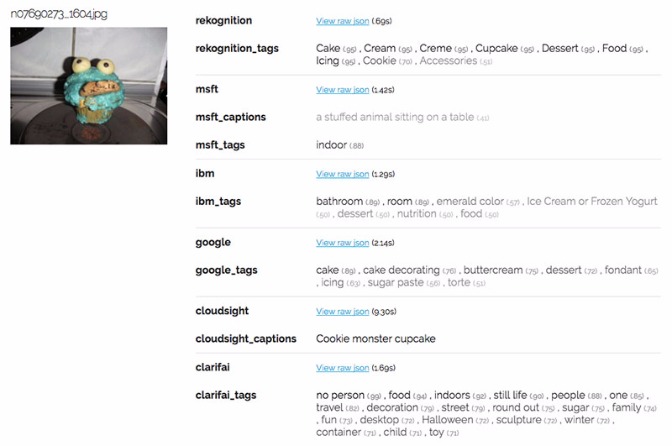 n07690273_1604.jpg
rekognition View raw json (.69s)
rekognition_tags Cake (95) , Cream (95) , Creme (95) , Cupcake (95) , Dessert (95) , Food (95) ,
Icing (95) , Cookie (70) , Accessories (51)
msft View raw json (1.42s)
msft_captions a stuffed animal sitting on a table (.41)
msft_tags indoor (.88)
ibm View raw json (1.29s)
ibm_tags bathroom (.89) , room (.89) , emerald color (.57) , Ice Cream or Frozen Yogurt
(.50) , dessert (.50) , nutrition (.50) , food (.50)
google View raw json (2.14s)
google_tags cake (89) , cake decorating (76) , buttercream (75) , dessert (72) , fondant (65)
, icing (63) , sugar paste (56) , torte (51)
cloudsight View raw json (9.30s)
cloudsight_captions Cookie monster cupcake
clarifai View raw json (1.69s)
clarifai_tags no person (99) , food (94) , indoors (92) , still life (90) , people (88) , one (85) ,
travel (82) , decoration (79) , street (79) , round out (75) , sugar (75) , family (74)
, fun (73) , desktop (72) , Halloween (72) , sculpture (72) , winter (72) ,
container (71) , child (71) , toy (71)